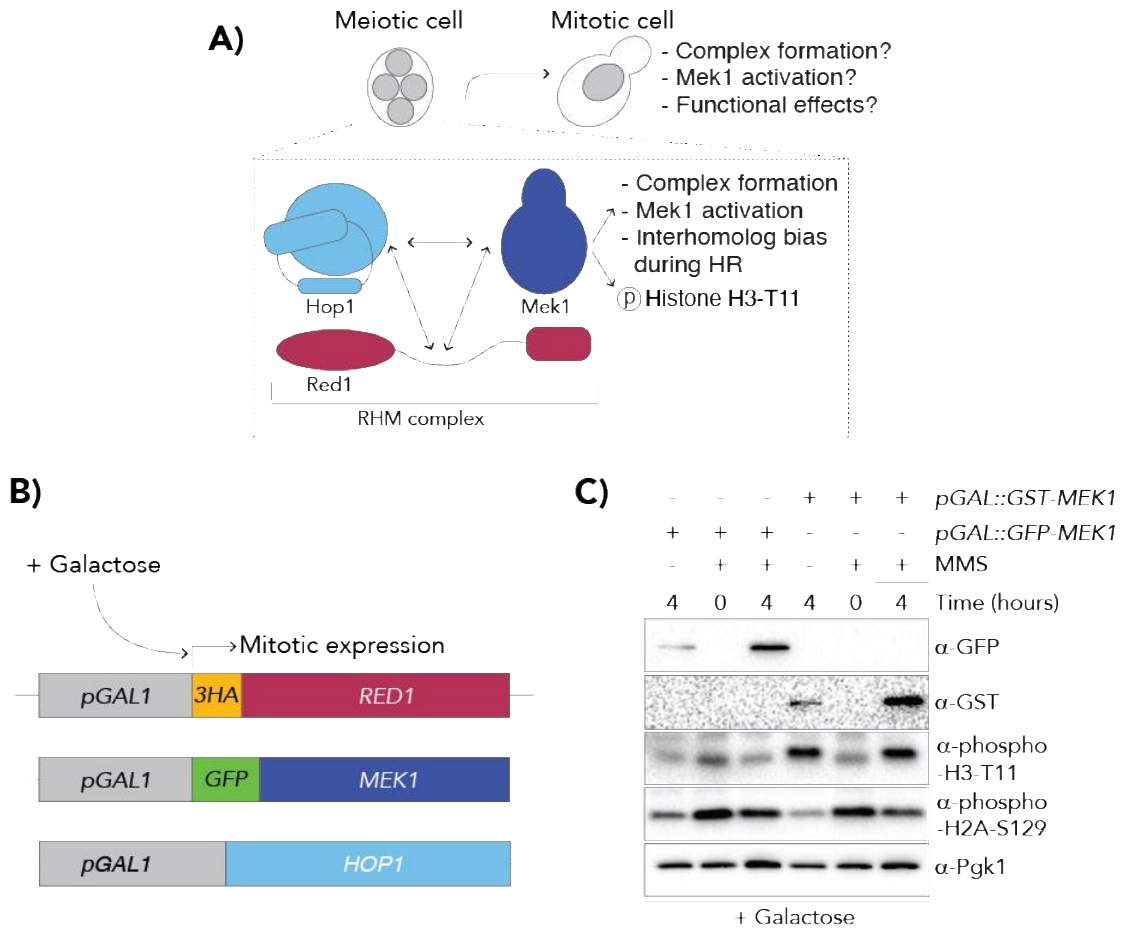 A)
Meiotic cell
Mitotic cell
- Complex formation?
- Mek1 activation?
- Functional effects?
- Complex formation
- Mek1 activation
- Interhomolog bias
during HR
p Histone H3-T11
Hop1
Mek1
Red1
RHM complex
B)
+ Galactose
Mitotic expression
pGAL1 3HA RED1
pGAL1 GFP MEK1
pGAL1 HOP1
C)
- - - + + + pGAL::GST-MEK1
+ + + - - - pGAL::GFP-MEK1
- + + - + + MMS
4 0 4 4 0 4 Time (hours)
α-GFP
α-GST
α-phospho
-H3-T11
α-phospho
-H2A-S129
α-Pgk1
+ Galactose